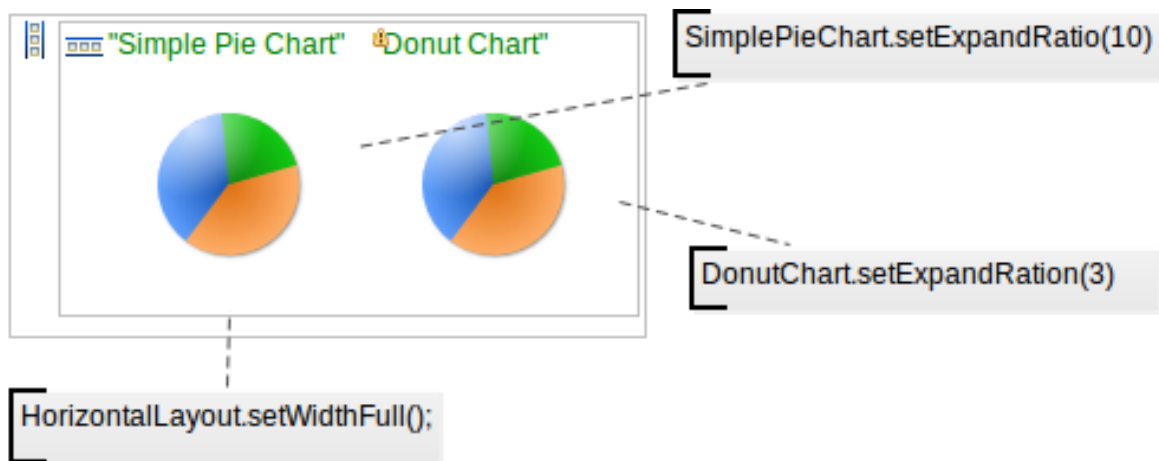 "Simple Pie Chart" Donut Chart"
SimplePieChart.setExpandRatio(10)
DonutChart.setExpandRation(3)
HorizontalLayout.setWidthFull();